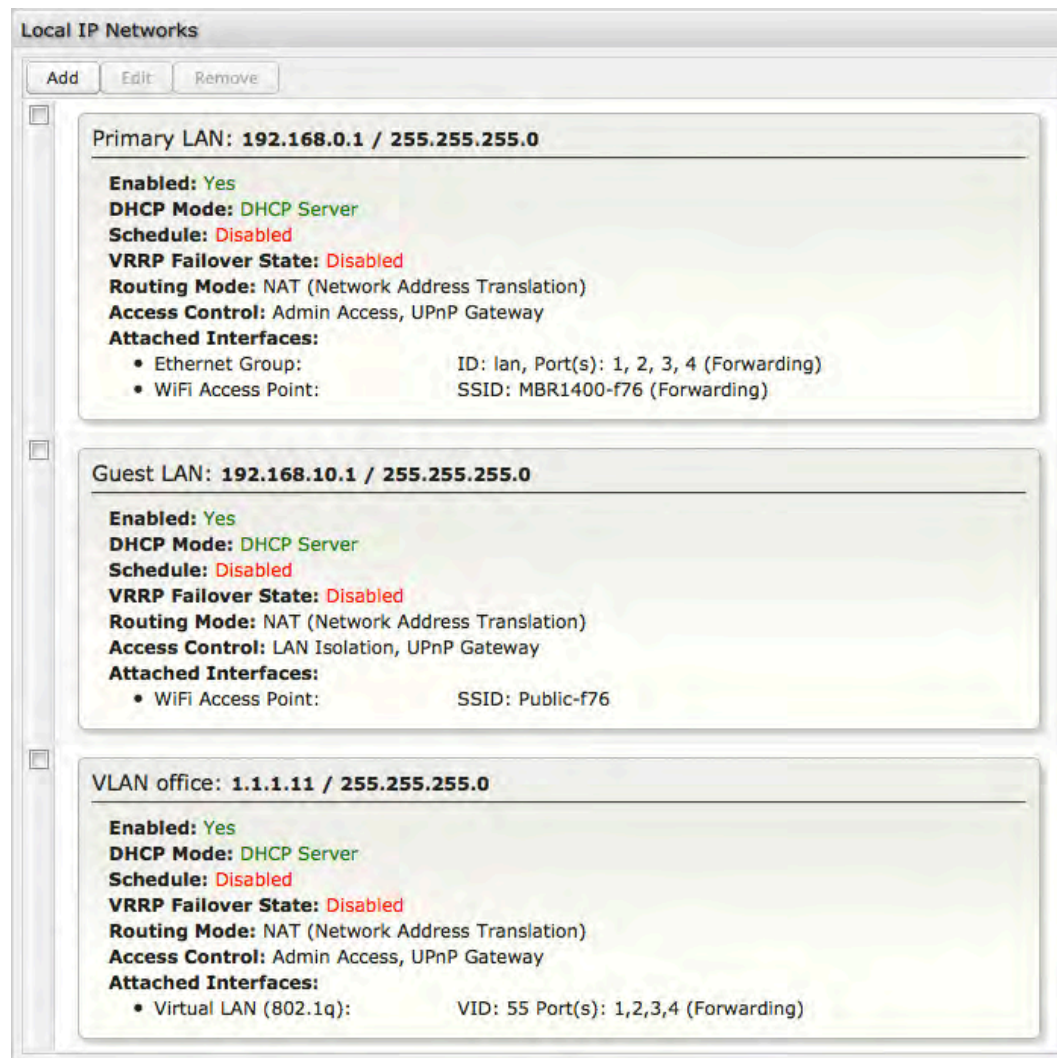 Local IP Networks
Add Edit Remove
Primary LAN: 192.168.0.1 / 255.255.255.0
Enabled: Yes
DHCP Mode: DHCP Server
Schedule: Disabled
VRRP Failover State: Disabled
Routing Mode: NAT (Network Address Translation)
Access Control: Admin Access, UPnP Gateway
Attached Interfaces:
• Ethernet Group: ID: lan, Port(s): 1, 2, 3, 4 (Forwarding)
• WiFi Access Point: SSID: MBR1400-f76 (Forwarding)
Guest LAN: 192.168.10.1 / 255.255.255.0
Enabled: Yes
DHCP Mode: DHCP Server
Schedule: Disabled
VRRP Failover State: Disabled
Routing Mode: NAT (Network Address Translation)
Access Control: LAN Isolation, UPnP Gateway
Attached Interfaces:
• WiFi Access Point: SSID: Public-f76
VLAN office: 1.1.1.11 / 255.255.255.0
Enabled: Yes
DHCP Mode: DHCP Server
Schedule: Disabled
VRRP Failover State: Disabled
Routing Mode: NAT (Network Address Translation)
Access Control: Admin Access, UPnP Gateway
Attached Interfaces:
• Virtual LAN (802.1q): VID: 55 Port(s): 1,2,3,4 (Forwarding)